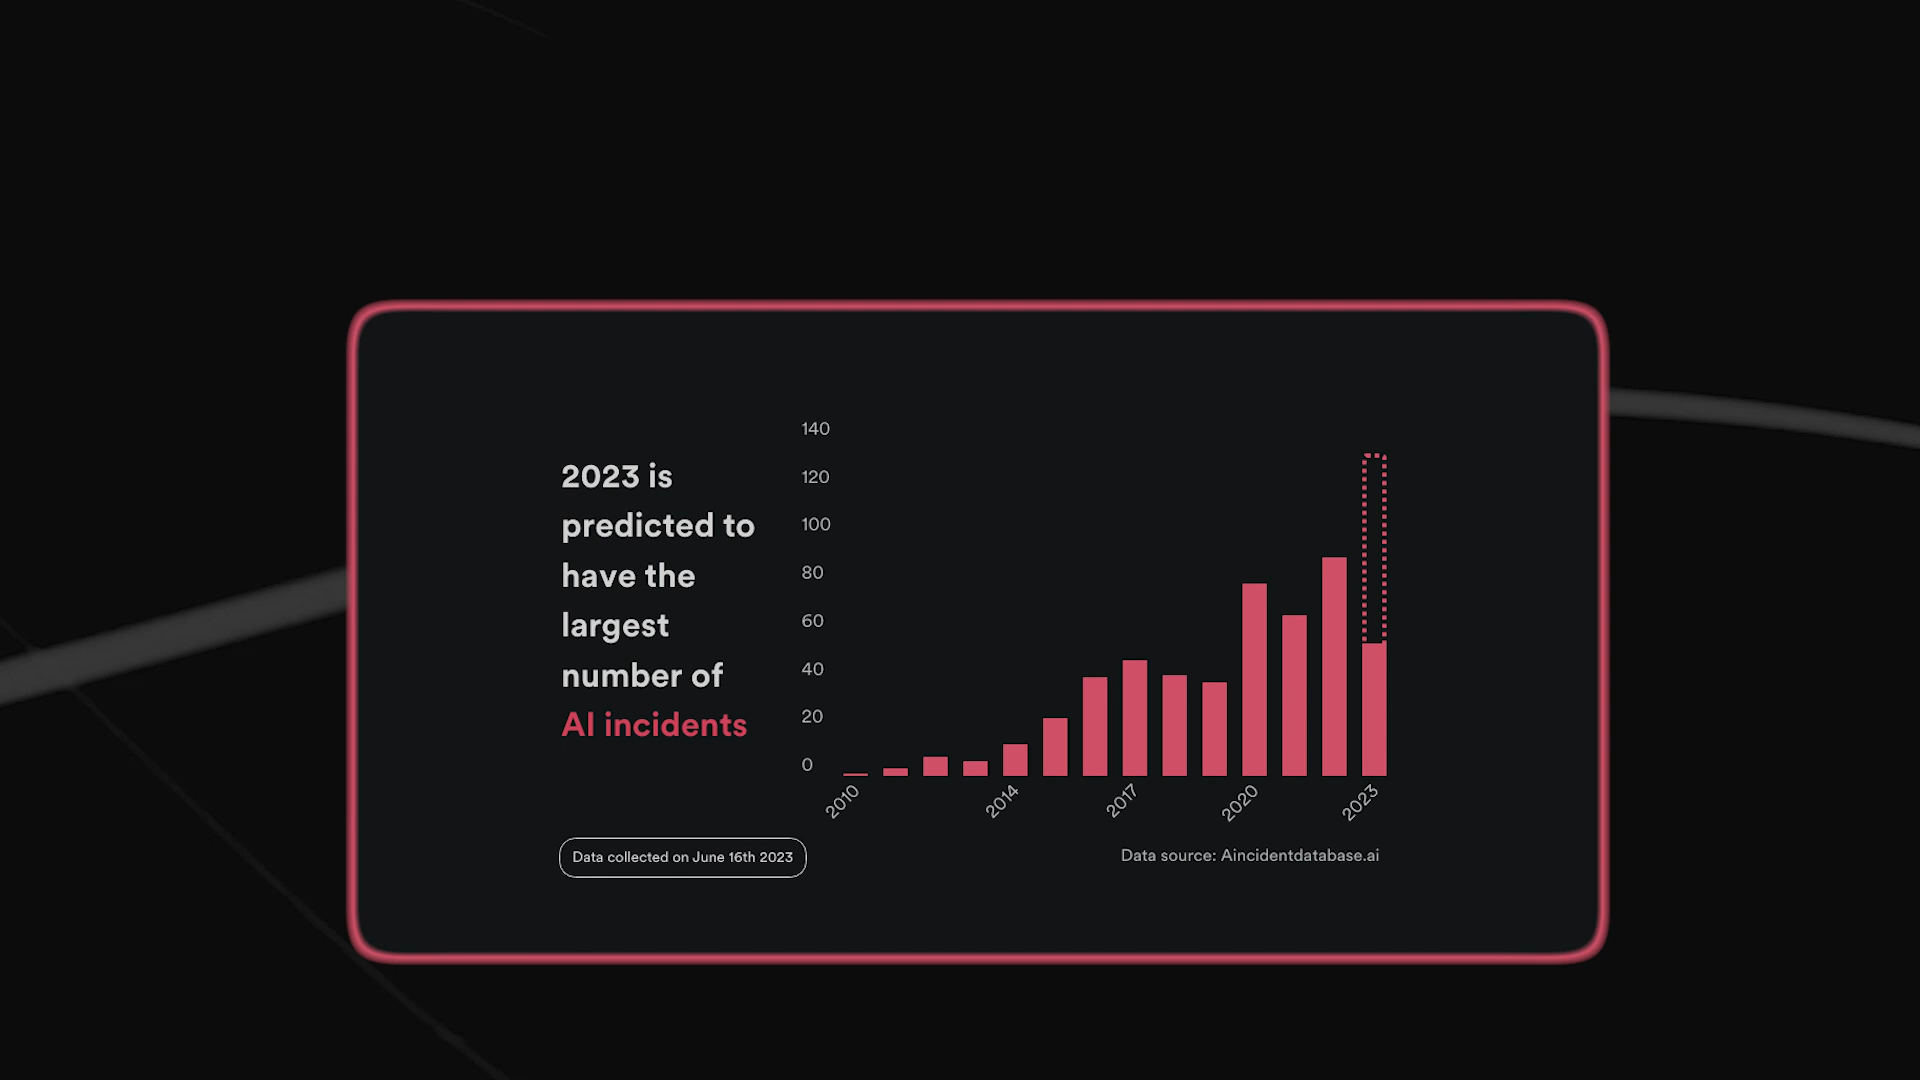 2023 is
predicted to
have the
largest
number of
AI incidents
140
120
100
80
60
40
20
0
2010
2014
2017
2020
2023
Data collected on June 16th 2023
Data source: Aincidentdatabase.ai